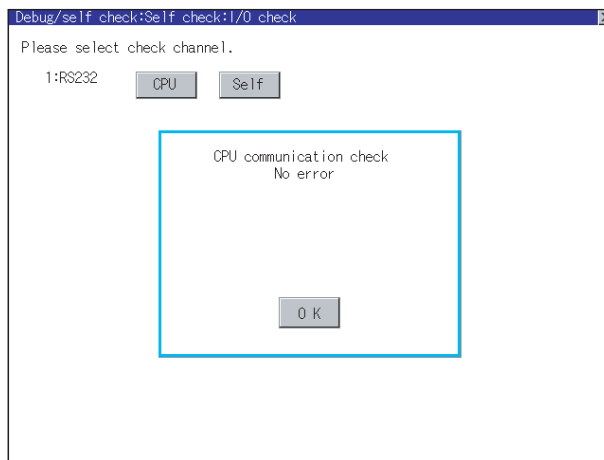 Debug/self check:Self check:I/O check
Please select check channel.
1:RS232 CPU Self
CPU communication check
No error
O K